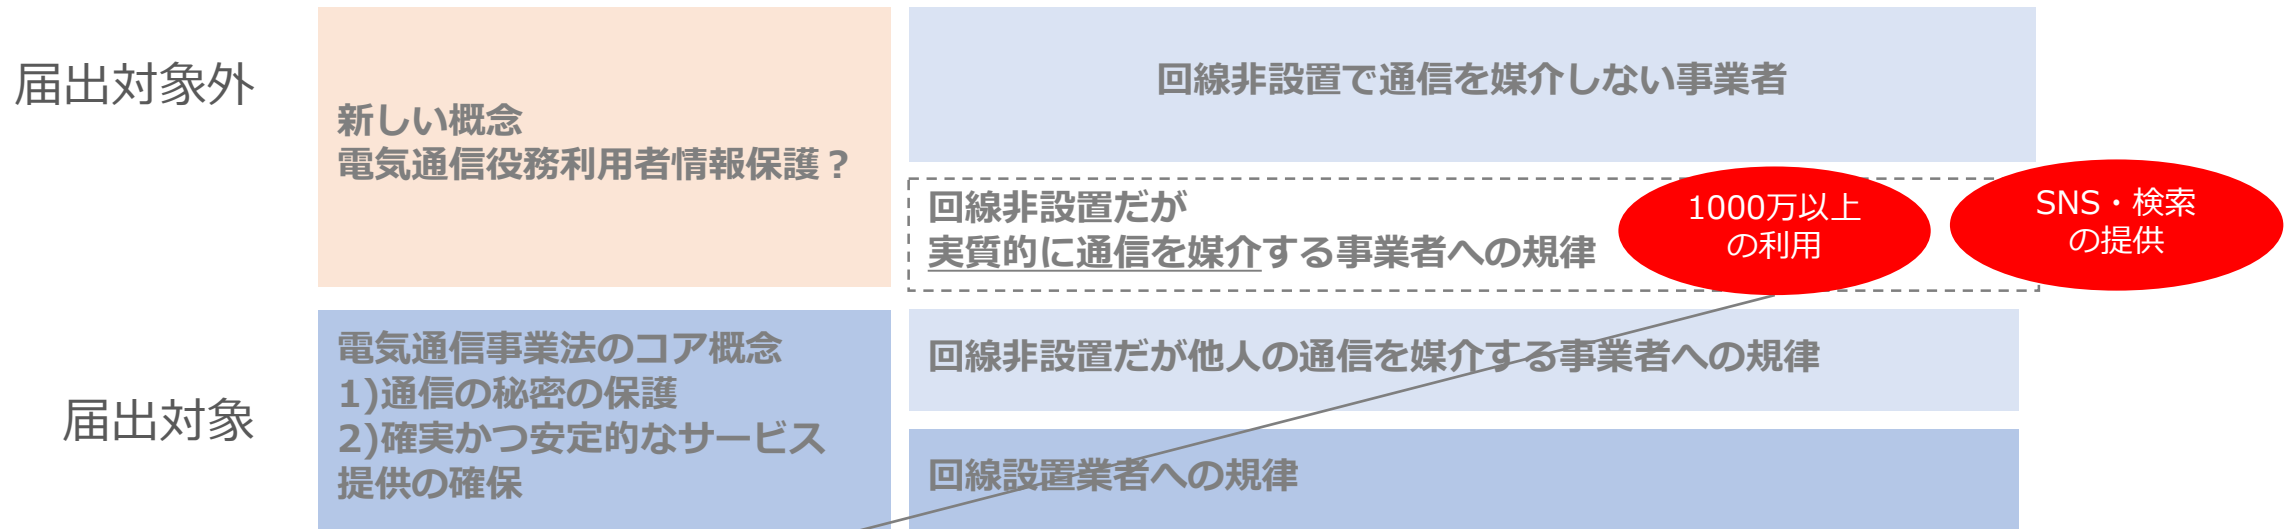 届出対象外
新しい概念
電気通信役務利用者情報保護？
回線非設置で通信を媒介しない事業者
回線非設置だが
実質的に通信を媒介する事業者への規律
1000万以上
の利用
SNS・検索
の提供
届出対象
電気通信事業法のコア概念
1)通信の秘密の保護
2)確実かつ安定的なサービス
提供の確保
回線非設置だが他人の通信を媒介する事業者への規律
回線設置業者への規律